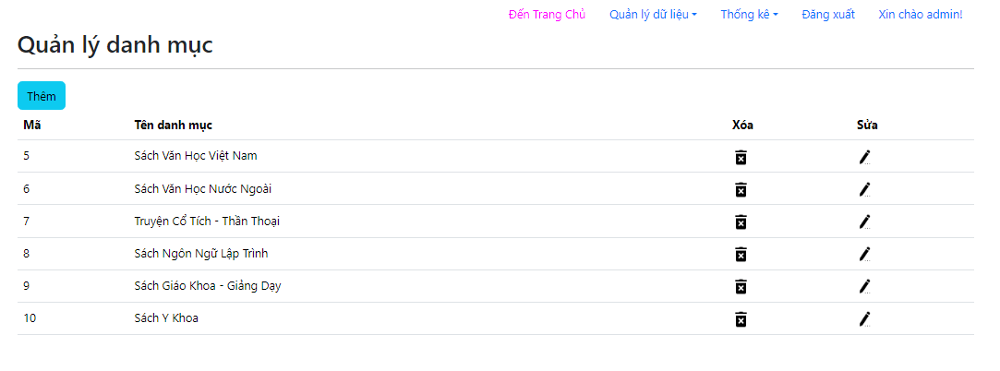 Đến Trang Chủ Quản lý dữ liệu Thống kê Đăng xuất Xin chào admin!
Quản lý danh mục
Thêm
Mã Tên danh mục Xóa Sửa
5 Sách Văn Học Việt Nam
6 Sách Văn Học Nước Ngoài
7 Truyện Cổ Tích - Thần Thoại
8 Sách Ngôn Ngữ Lập Trình
9 Sách Giáo Khoa - Giảng Dạy
10 Sách Y Khoa